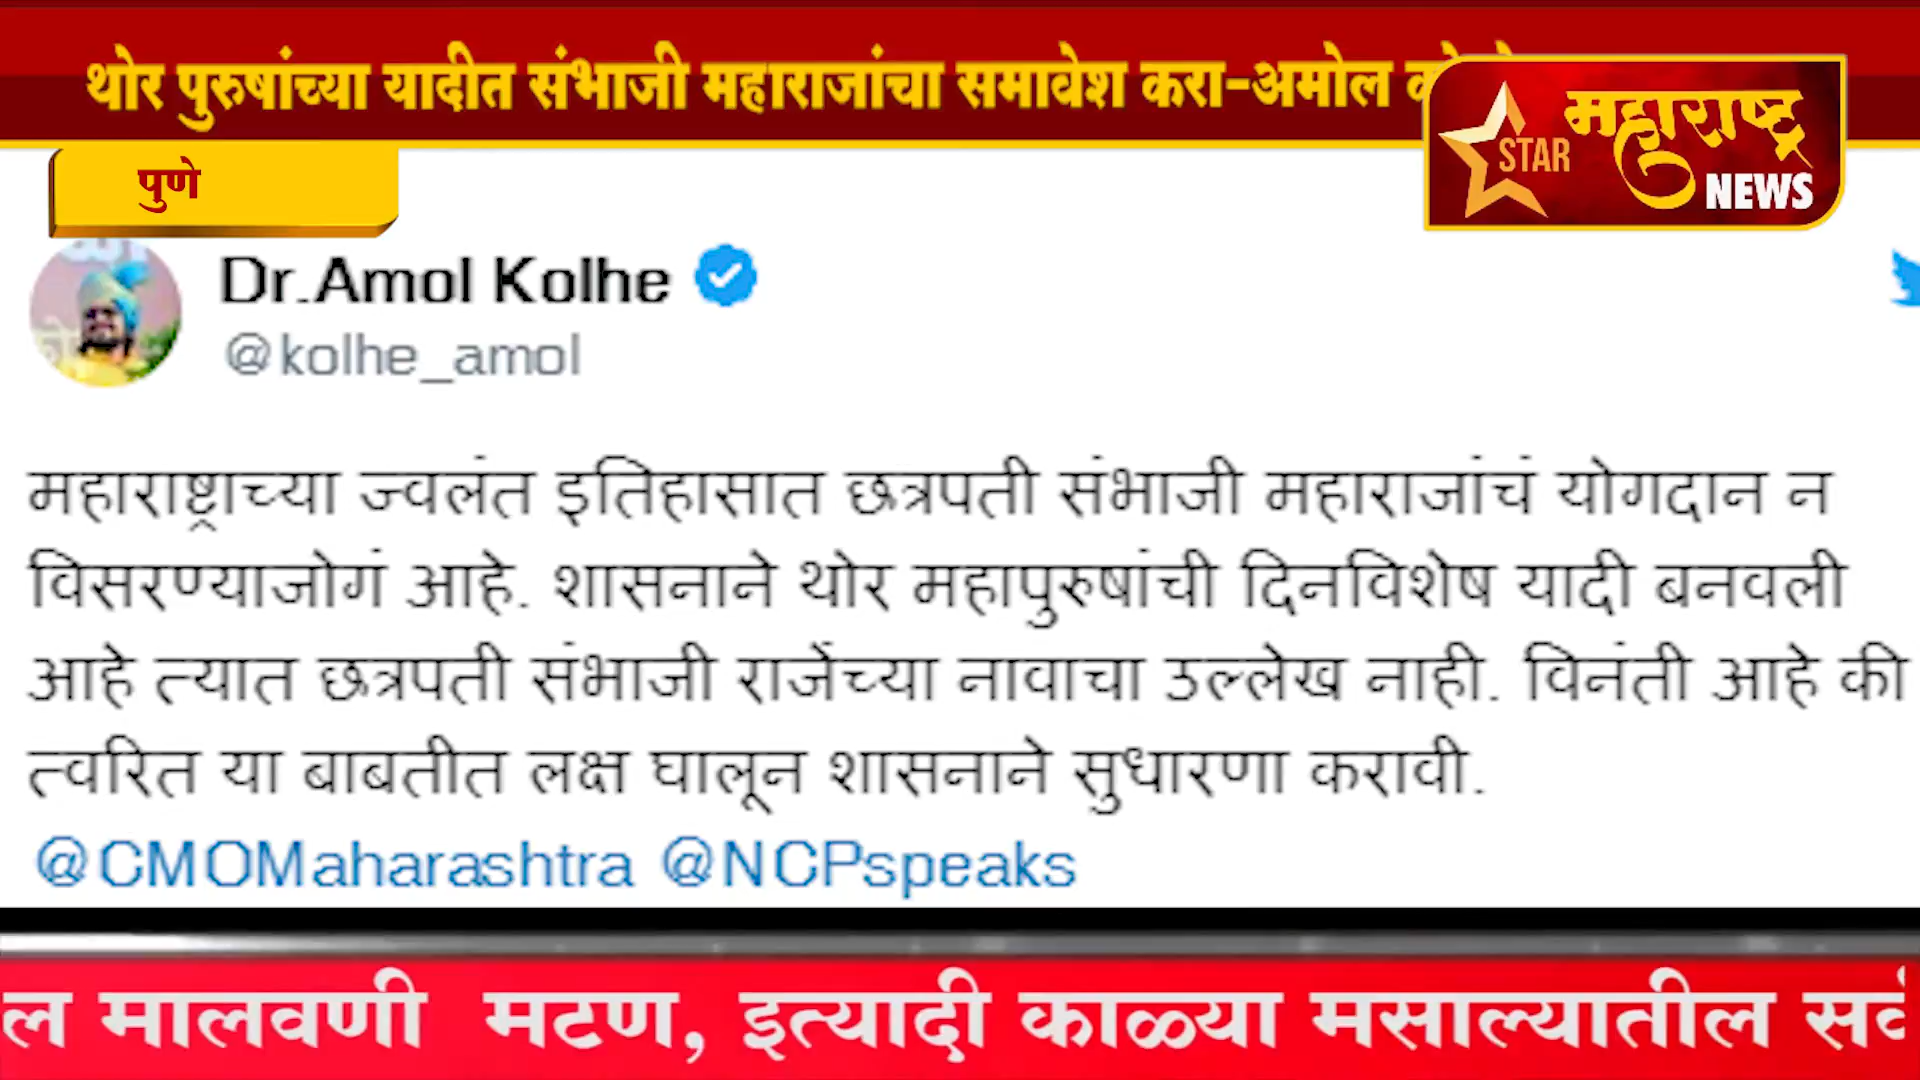 थोर पुरुषांच्या यादीत संभाजी महाराजांचा समावेश करा-अमोल
STAR महाराष्ट्र NEWS
पुणे
Dr.Amol Kolhe
@kolhe_amol
महाराष्ट्राच्या ज्वलंत इतिहासात छत्रपती संभाजी महाराजांचं योगदान न
विसरण्याजोगं आहे. शासनाने थोर महापुरुषांची दिनविशेष यादी बनवली
आहे त्यात छत्रपती संभाजी राजेंच्या नावाचा उल्लेख नाही. विनंती आहे की
त्वरित या बाबतीत लक्ष घालून शासनाने सुधारणा करावी.
@CMOMaharashtra @NCPspeaks
ल मालवणी मटण, इत्यादी काळ्या मसाल्यातील